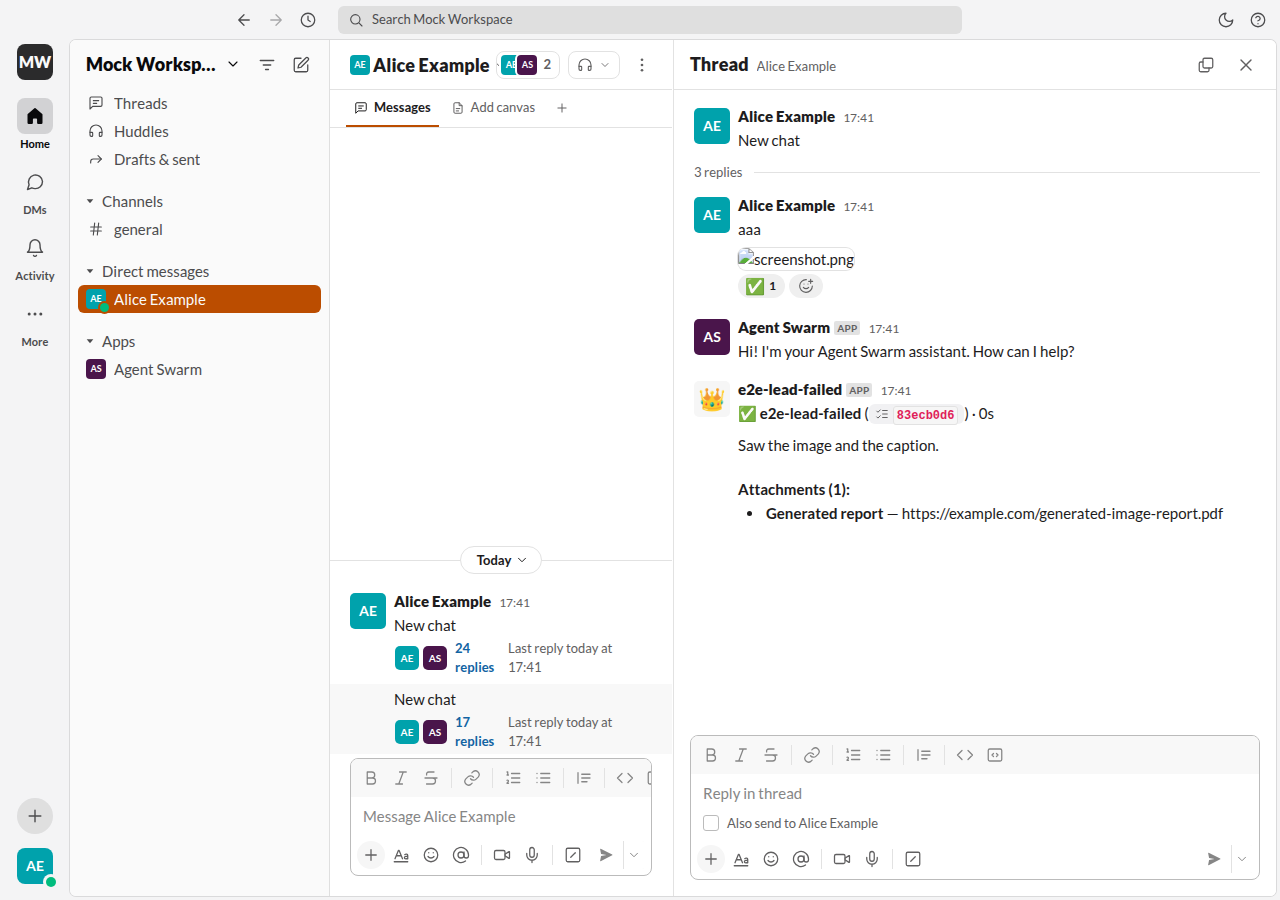 Search Mock Workspace
MW
Home
DMs
Activity
More
AE
Mock Worksp...
Threads
Huddles
Drafts & sent
Channels
general
Direct messages
AE Alice Example
Apps
AS Agent Swarm
AE Alice Example
AE AS 2
Messages
Add canvas
Today
AE
Alice Example 17:41
New chat
AE AS 24 replies Last reply today at 17:41
New chat
AE AS 17 replies Last reply today at 17:41
Message Alice Example
Aa
Thread Alice Example
AE
Alice Example 17:41
New chat
3 replies
AE
Alice Example 17:41
aaa
screenshot.png
1
AS
Agent Swarm APP 17:41
Hi! I'm your Agent Swarm assistant. How can I help?
e2e-lead-failed APP 17:41
✅ e2e-lead-failed ( 83ecb0d6 ) · 0s
Saw the image and the caption.
Attachments (1):
• Generated report — https://example.com/generated-image-report.pdf
Reply in thread
Also send to Alice Example
Aa